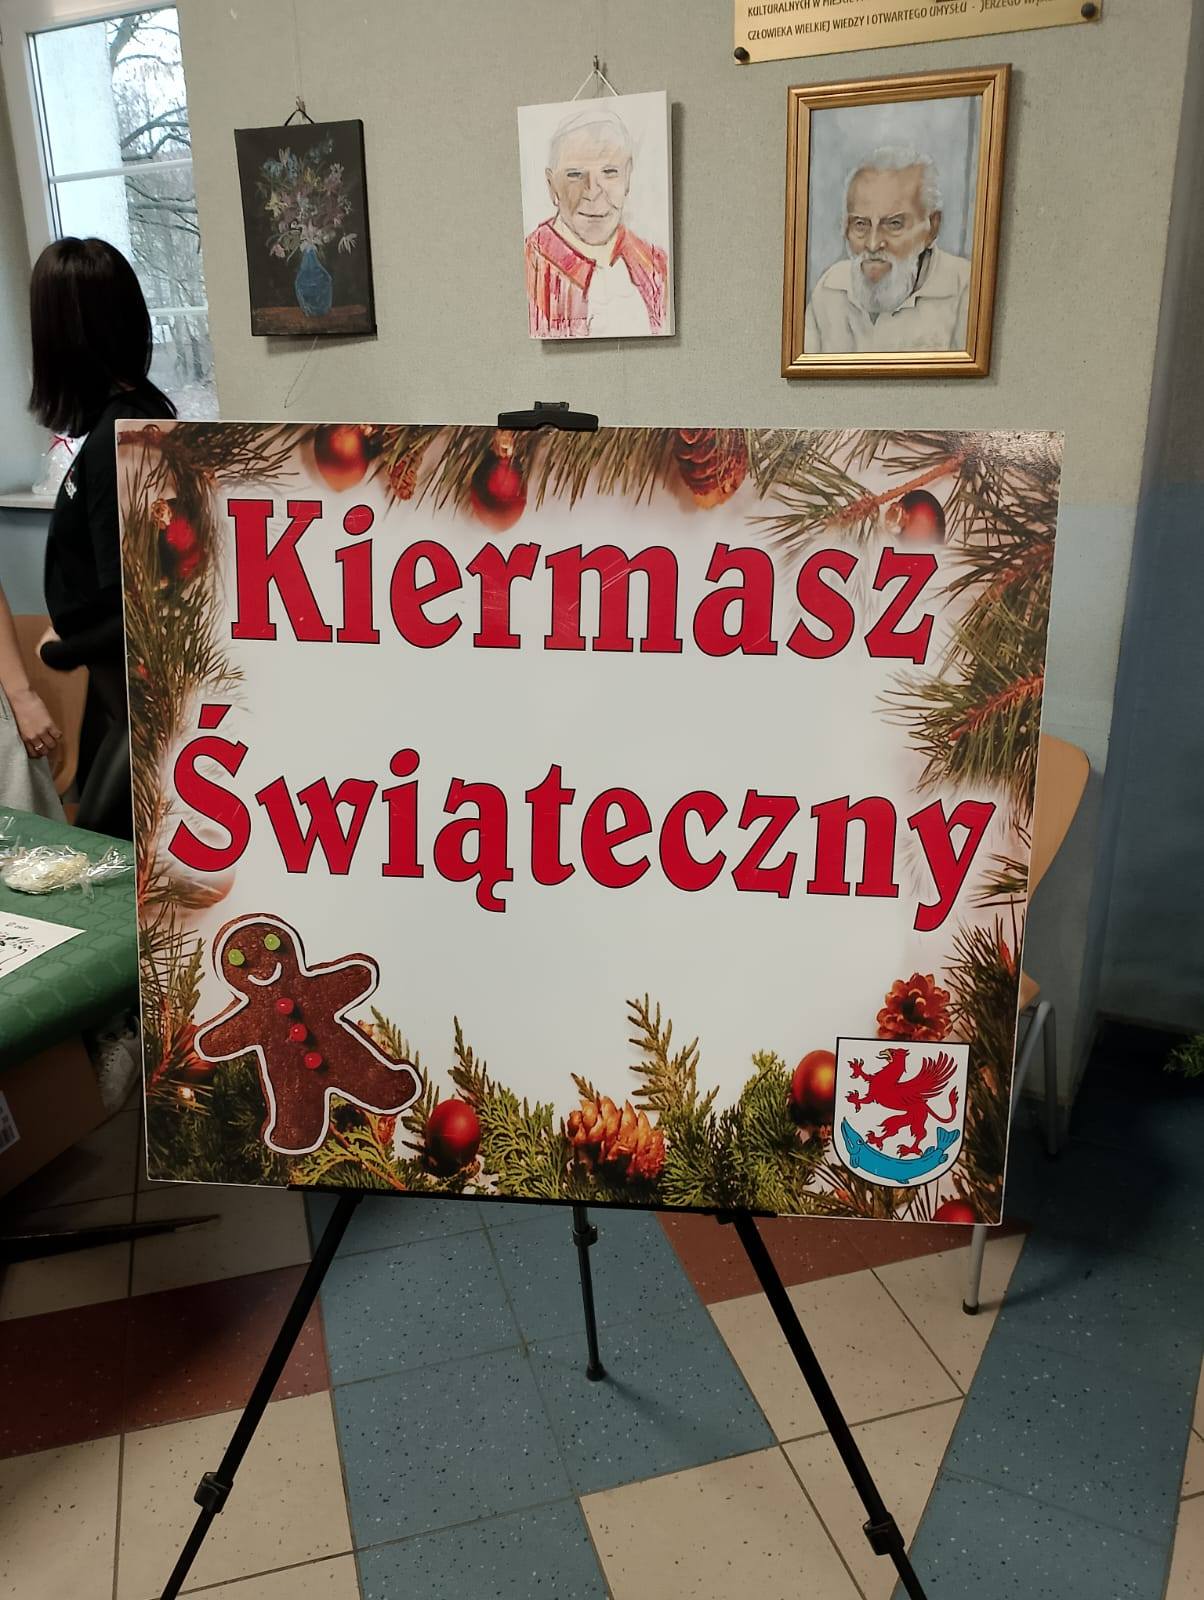 KULTURALNYCH W MIEŚCIE
CZŁOWIEKA WIELKIEJ WIEDZY I OTWARTEGO UMYSŁU - JERZEGO
Kiermasz
Świąteczny